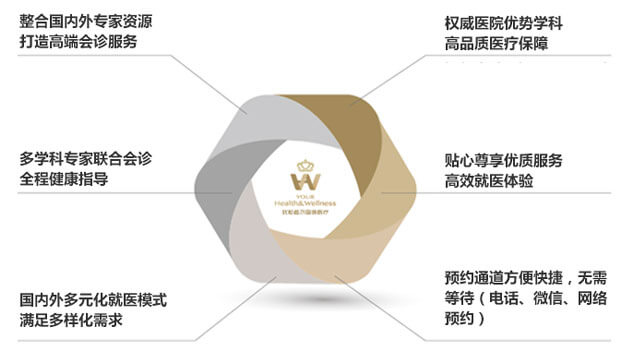 整合国内外专家资源
打造高端会诊服务
权威医院优势学科
高品质医疗保障
多学科专家联合会诊
全程健康指导
贴心尊享优质服务
高效就医体验
YOUR
Health&Wellness
国内外多元化就医模式
满足多样化需求
预约通道方便快捷，无需
等待（电话、微信、网络
预约）